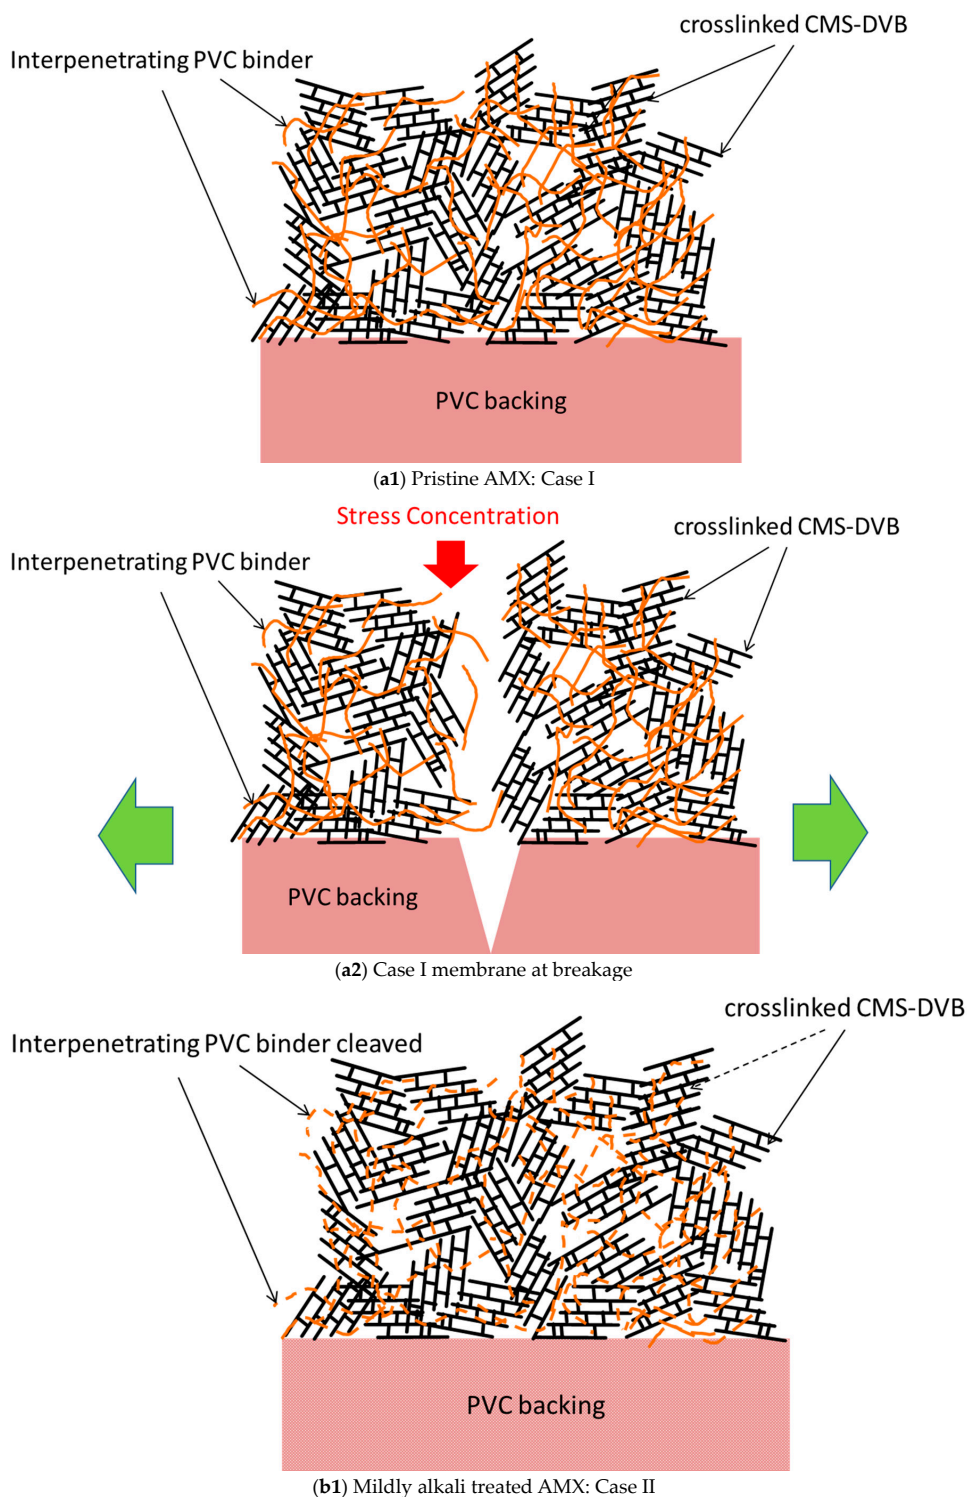 crosslinked CMS-DVB
Interpenetrating PVC binder
PVC backing
(a1) Pristine AMX: Case I
Stress Concentration
crosslinked CMS-DVB
Interpenetrating PVC binder
PVC backing
(a2) Case I membrane at breakage
crosslinked CMS-DVB
Interpenetrating PVC binder cleaved
PVC backing
(b1) Mildly alkali treated AMX: Case II